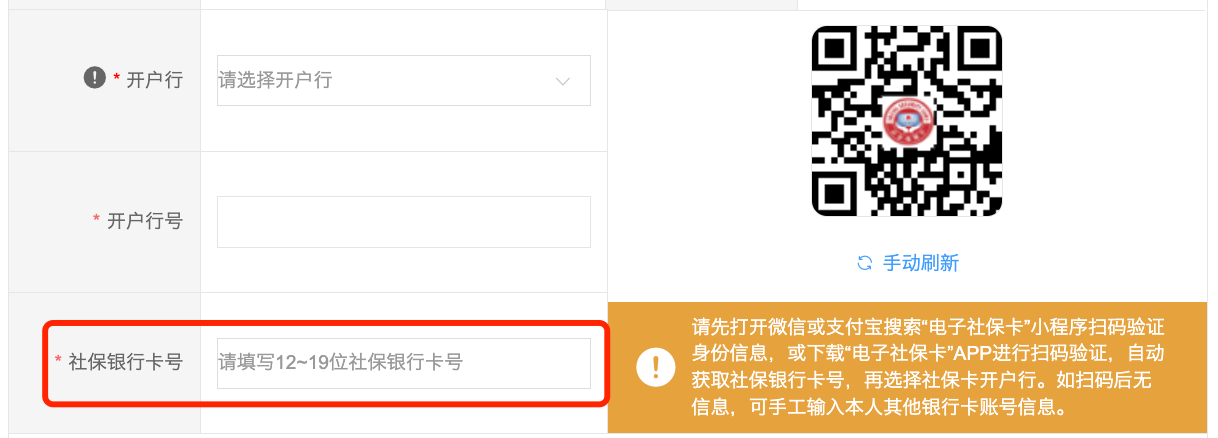 * 开户行
请选择开户行
* 开户行号
* 社保银行卡号
请填写12~19位社保银行卡号
手动刷新
请先打开微信或支付宝搜索“电子社保卡”小程序扫码验证
身份信息，或下载“电子社保卡”APP进行扫码验证，自动
获取社保银行卡号，再选择社保卡开户行。如扫码后无
信息，可手工输入本人其他银行卡账号信息。